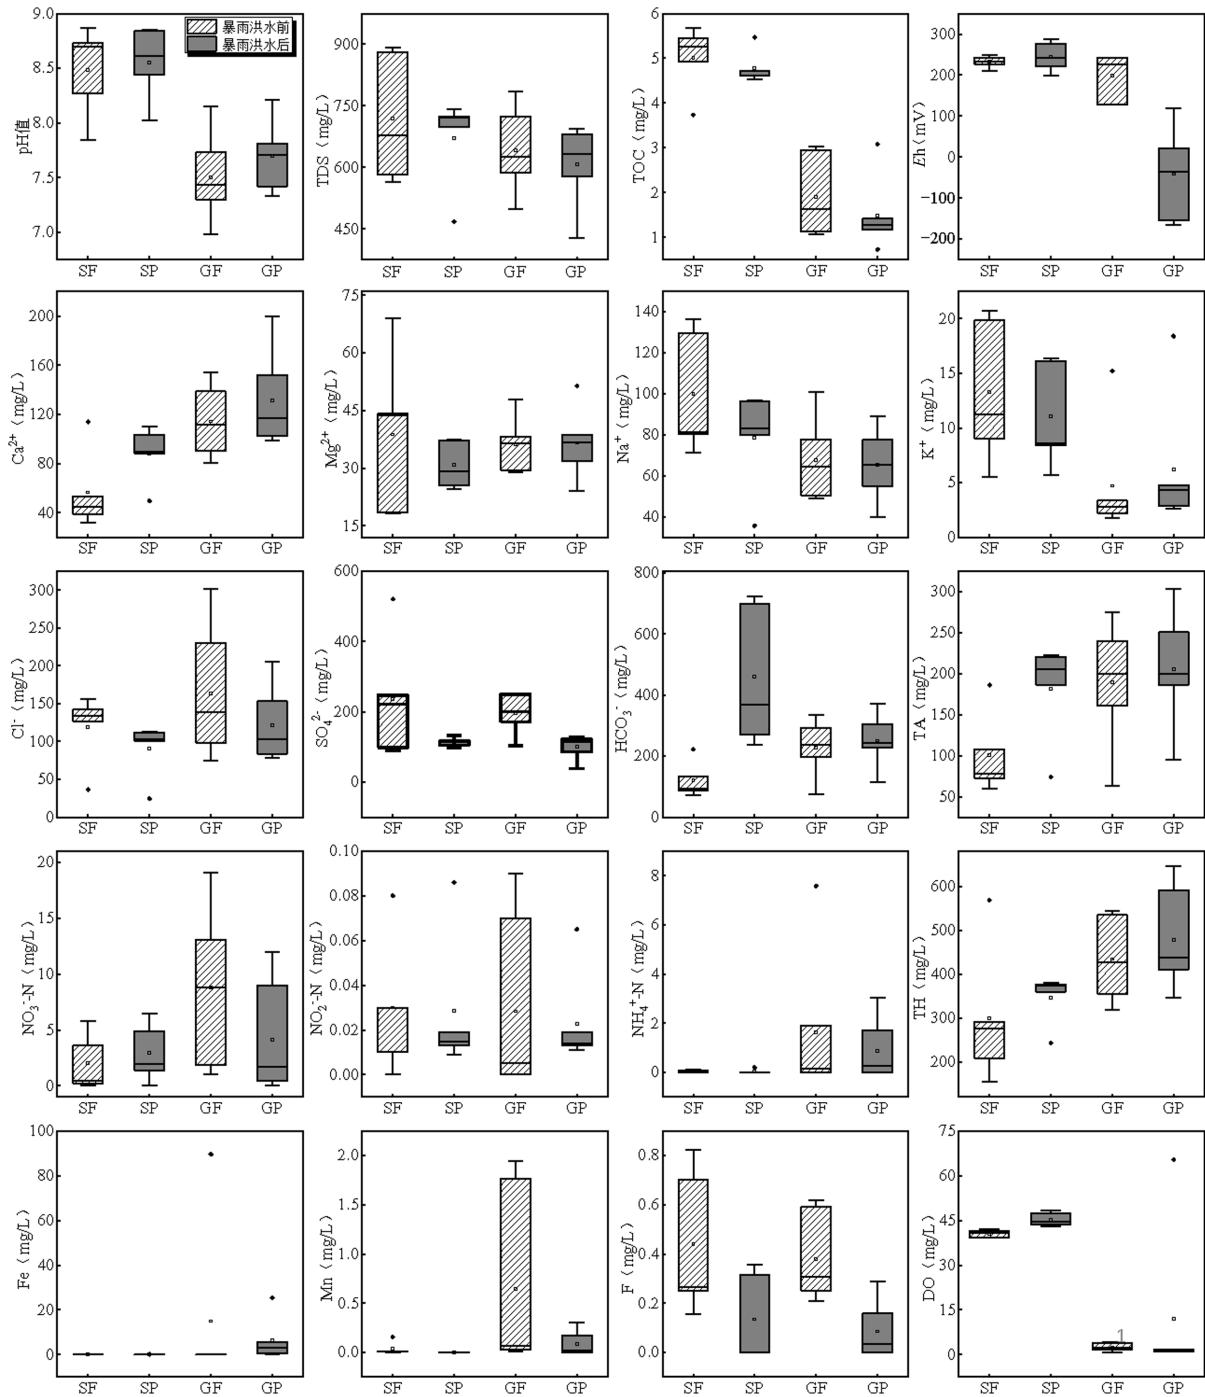 暴雨洪水前
暴雨洪水后
pH值
9.0
8.5
8.0
7.5
7.0
SF SP GF GP
TDS（mg/L）
900
750
600
450
SF SP GF GP
TOC（mg/L）
6
5
4
3
2
1
SF SP GF GP
Eh（mV）
300
200
100
0
−100
−200
SF SP GF GP
Ca²⁺（mg/L）
200
160
120
80
40
SF SP GF GP
Mg²⁺（mg/L）
75
60
45
30
15
SF SP GF GP
Na⁺（mg/L）
140
120
100
80
60
40
SF SP GF GP
K⁺（mg/L）
20
15
10
5
0
SF SP GF GP
Cl⁻（mg/L）
300
250
200
150
100
50
0
SF SP GF GP
SO₄²⁻（mg/L）
600
400
200
0
SF SP GF GP
HCO₃⁻（mg/L）
800
600
400
200
0
SF SP GF GP
TA（mg/L）
300
250
200
150
100
50
SF SP GF GP
NO₃⁻-N（mg/L）
20
15
10
5
0
SF SP GF GP
NO₂⁻-N（mg/L）
0.10
0.08
0.06
0.04
0.02
0.00
SF SP GF GP
NH₄⁺-N（mg/L）
8
6
4
2
0
SF SP GF GP
TH（mg/L）
600
500
400
300
200
SF SP GF GP
Fe（mg/L）
100
80
60
40
20
0
SF SP GF GP
Mn（mg/L）
2.0
1.5
1.0
0.5
0.0
SF SP GF GP
F（mg/L）
0.8
0.6
0.4
0.2
0.0
SF SP GF GP
DO（mg/L）
75
60
45
30
15
0
1
SF SP GF GP